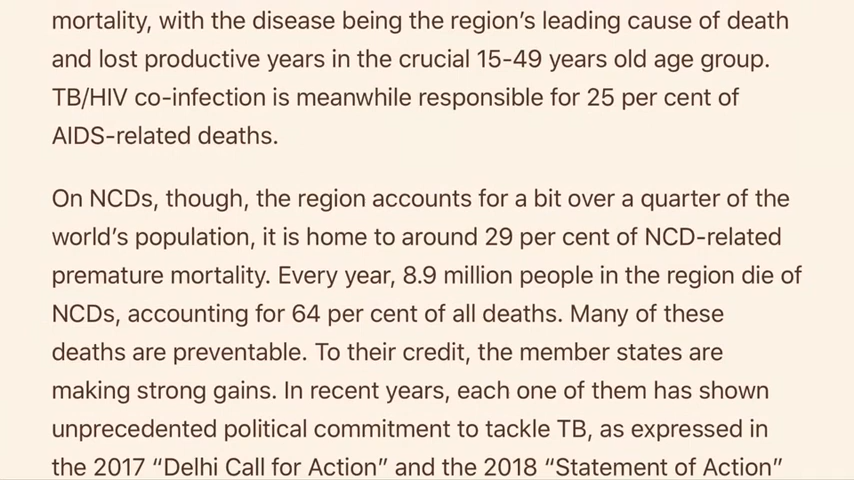 mortality, with the disease being the region’s leading cause of death
and lost productive years in the crucial 15-49 years old age group.
TB/HIV co-infection is meanwhile responsible for 25 per cent of
AIDS-related deaths.
On NCDs, though, the region accounts for a bit over a quarter of the
world’s population, it is home to around 29 per cent of NCD-related
premature mortality. Every year, 8.9 million people in the region die of
NCDs, accounting for 64 per cent of all deaths. Many of these
deaths are preventable. To their credit, the member states are
making strong gains. In recent years, each one of them has shown
unprecedented political commitment to tackle TB, as expressed in
the 2017 “Delhi Call for Action” and the 2018 “Statement of Action”